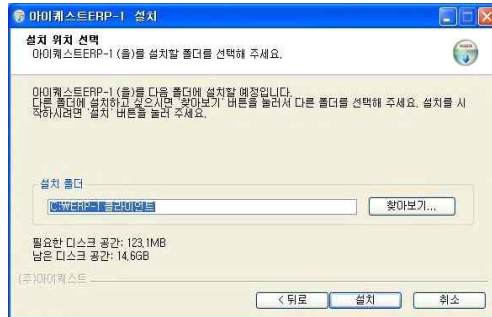 아이퀘스트ERP-1 설치
설치 위치 선택
아이퀘스트ERP-1 (을)를 설치할 폴더를 선택해 주세요.
아이퀘스트ERP-1 (을)를 다음 폴더에 설치할 예정입니다.
다른 폴더에 설치하고 싶으시면 '찾아보기' 버튼을 눌러서 다른 폴더를 선택해 주세요. 설치를 시
작하시려면 '설치' 버튼을 눌러 주세요.
설치 폴더
C:₩ERP-1 클라이언트
찾아보기...
필요한 디스크 공간: 123.1MB
남은 디스크 공간: 14.6GB
(주)아이퀘스트
< 뒤로
설치
취소